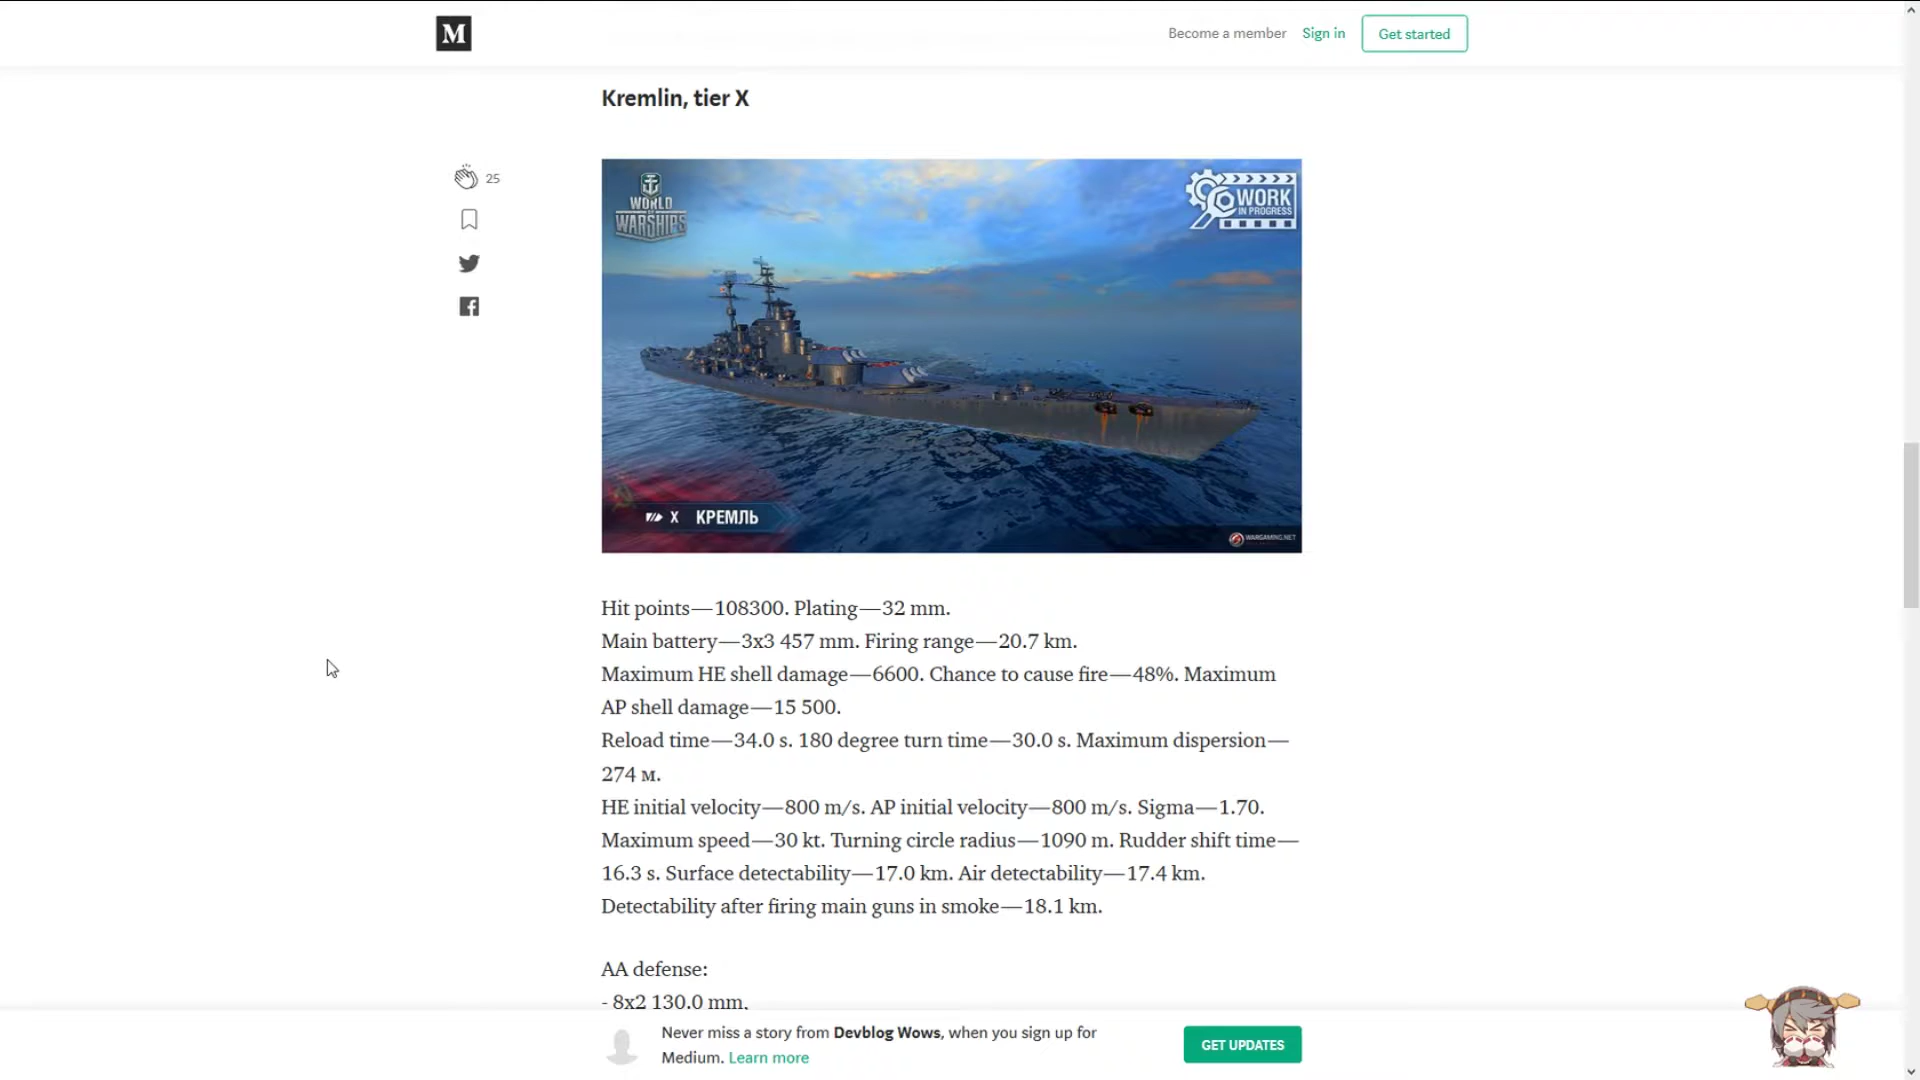 M
Become a member
Sign in
Get started
Kremlin, tier X
25
WORLD
OF
WARSHIPS
WORK
IN PROGRESS
X КРЕМЛЬ
WARGAMING.NET
Hit points—108300. Plating—32 mm.
Main battery—3x3 457 mm. Firing range—20.7 km.
Maximum HE shell damage—6600. Chance to cause fire—48%. Maximum
AP shell damage—15 500.
Reload time—34.0 s. 180 degree turn time—30.0 s. Maximum dispersion—
274 м.
HE initial velocity—800 m/s. AP initial velocity—800 m/s. Sigma—1.70.
Maximum speed—30 kt. Turning circle radius—1090 m. Rudder shift time—
16.3 s. Surface detectability—17.0 km. Air detectability—17.4 km.
Detectability after firing main guns in smoke—18.1 km.
AA defense:
- 8x2 130.0 mm,
Never miss a story from Devblog Wows, when you sign up for
Medium. Learn more
GET UPDATES